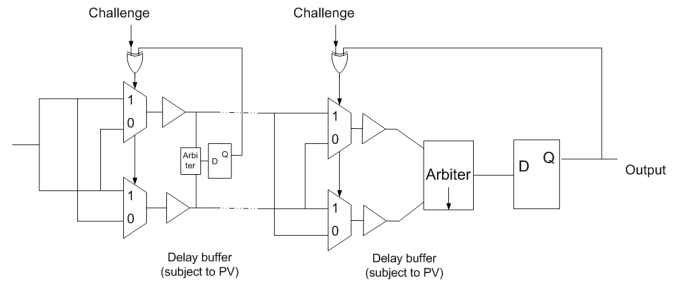 Challenge
Challenge
1
0
1
0
Arbi
ter
D
Q
1
0
1
0
Arbiter
D
Q
Output
Delay buffer
(subject to PV)
Delay buffer
(subject to PV)